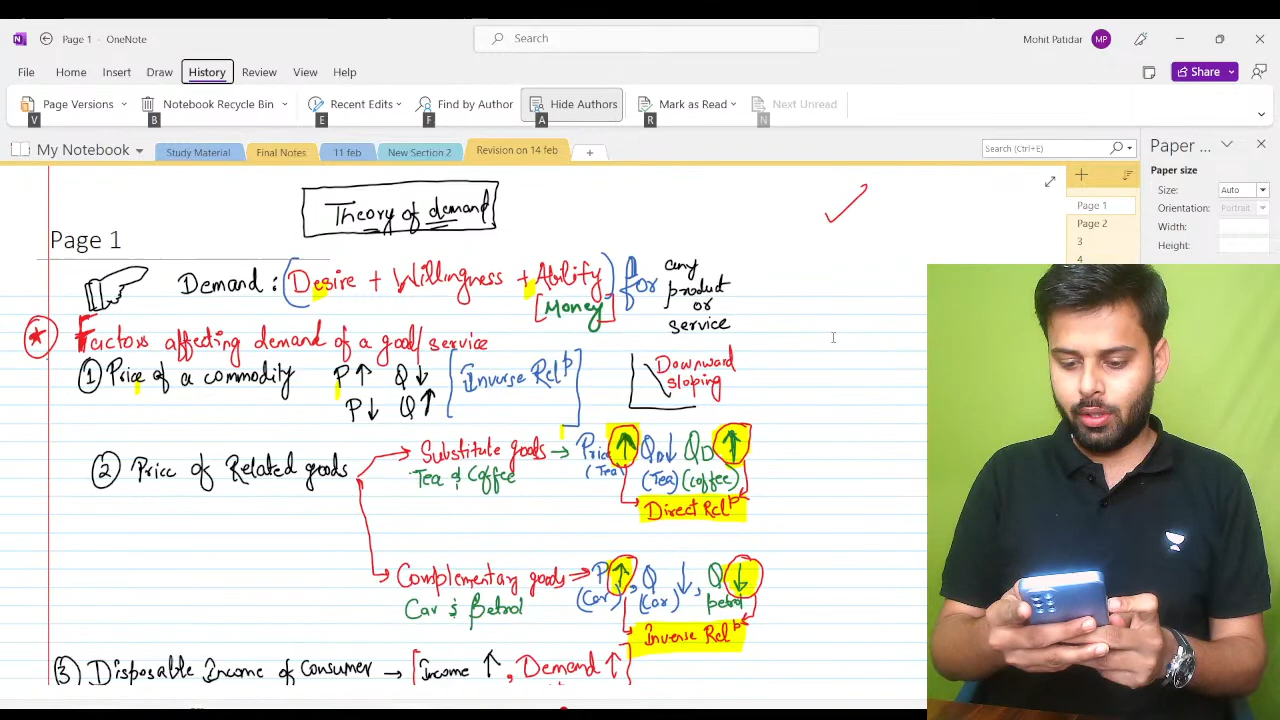 Page 1 - OneNote
Search
Mohit Patidar MP
File Home Insert Draw History Review View Help
Share
Page Versions Notebook Recycle Bin Recent Edits Find by Author Hide Authors Mark as Read Next Unread
V B E F A R N
My Notebook Study Material Final Notes 11 feb New Section 2 Revision on 14 feb +
Search (Ctrl+E)
Paper ...
Paper size
Size: Auto
Orientation: Portrait
Width:
Height:
Page 1
Page 2
3
4
Theory of demand
Page 1
Demand : (Desire + Willingness + Ability) for any product or service
[Money]
Factors affecting demand of a good/service
① Price of a commodity P↑ Q↓ [Inverse Relp]
P↓ Q↑
Downward sloping
② Price of Related goods
Substitute goods → Price ↑ QD↓ QD ↑
Tea & Coffee (Tea) (Tea) (coffee)
Direct Relp
Complementary goods ⇒ P↑, Q↓, Q↓
Car & Petrol (Car) (Car) petrol
Inverse Relp
③ Disposable Income of Consumer → [Income ↑, Demand ↑]